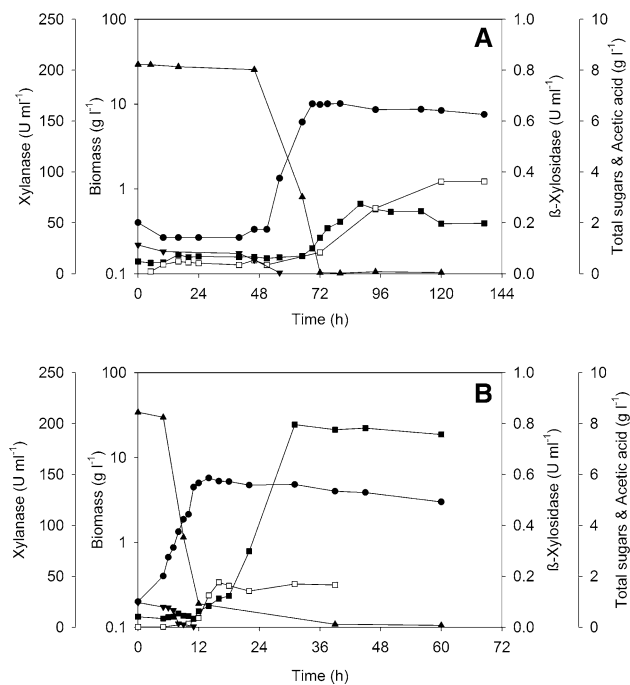 A
250 100 1.0 10
200 0.8 8
10
150 0.6 6
100 0.4 4
1
50 0.2 2
0 0.1 0.0 0
Xylanase (U ml⁻¹)
Biomass (g l⁻¹)
ß-Xylosidase (U ml⁻¹)
Total sugars & Acetic acid (g l⁻¹)
0 24 48 72 96 120 144
Time (h)
B
250 100 1.0 10
200 0.8 8
10
150 0.6 6
100 0.4 4
1
50 0.2 2
0 0.1 0.0 0
Xylanase (U ml⁻¹)
Biomass (g l⁻¹)
ß-Xylosidase (U ml⁻¹)
Total sugars & Acetic acid (g l⁻¹)
0 12 24 36 48 60 72
Time (h)